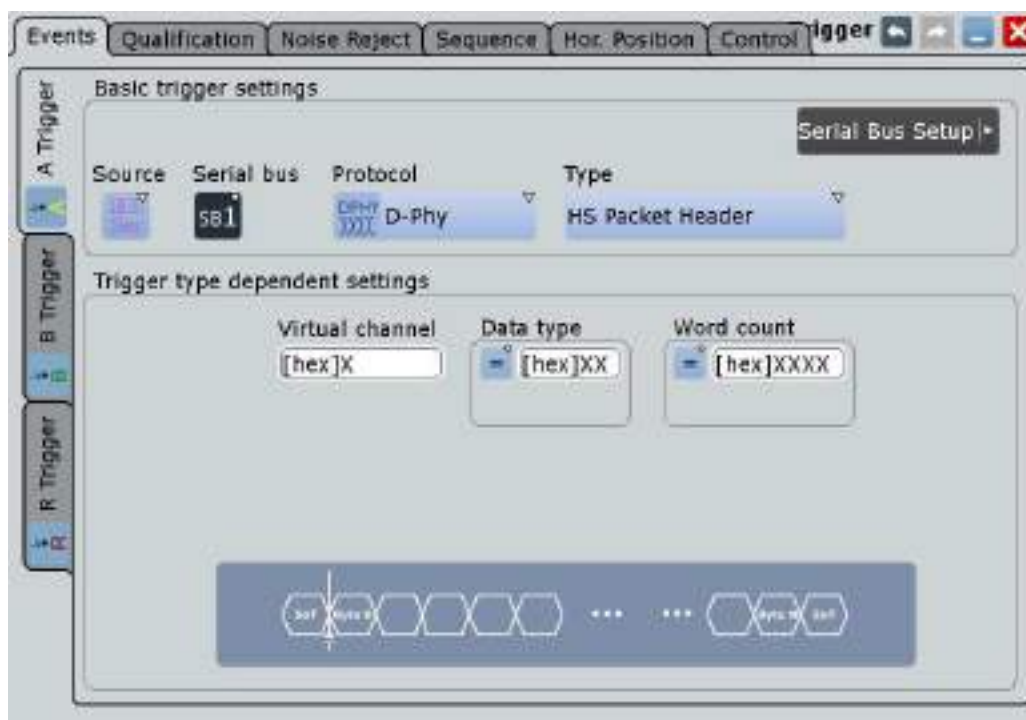 Events Qualification Noise Reject Sequence Hor. Position Control igger
A Trigger
B Trigger
R Trigger
Basic trigger settings
Serial Bus Setup
Source Serial bus Protocol Type
SB1 DPHY D-Phy HS Packet Header
Trigger type dependent settings
Virtual channel Data type Word count
[hex]X = [hex]XX = [hex]XXXX
SoT ... ...